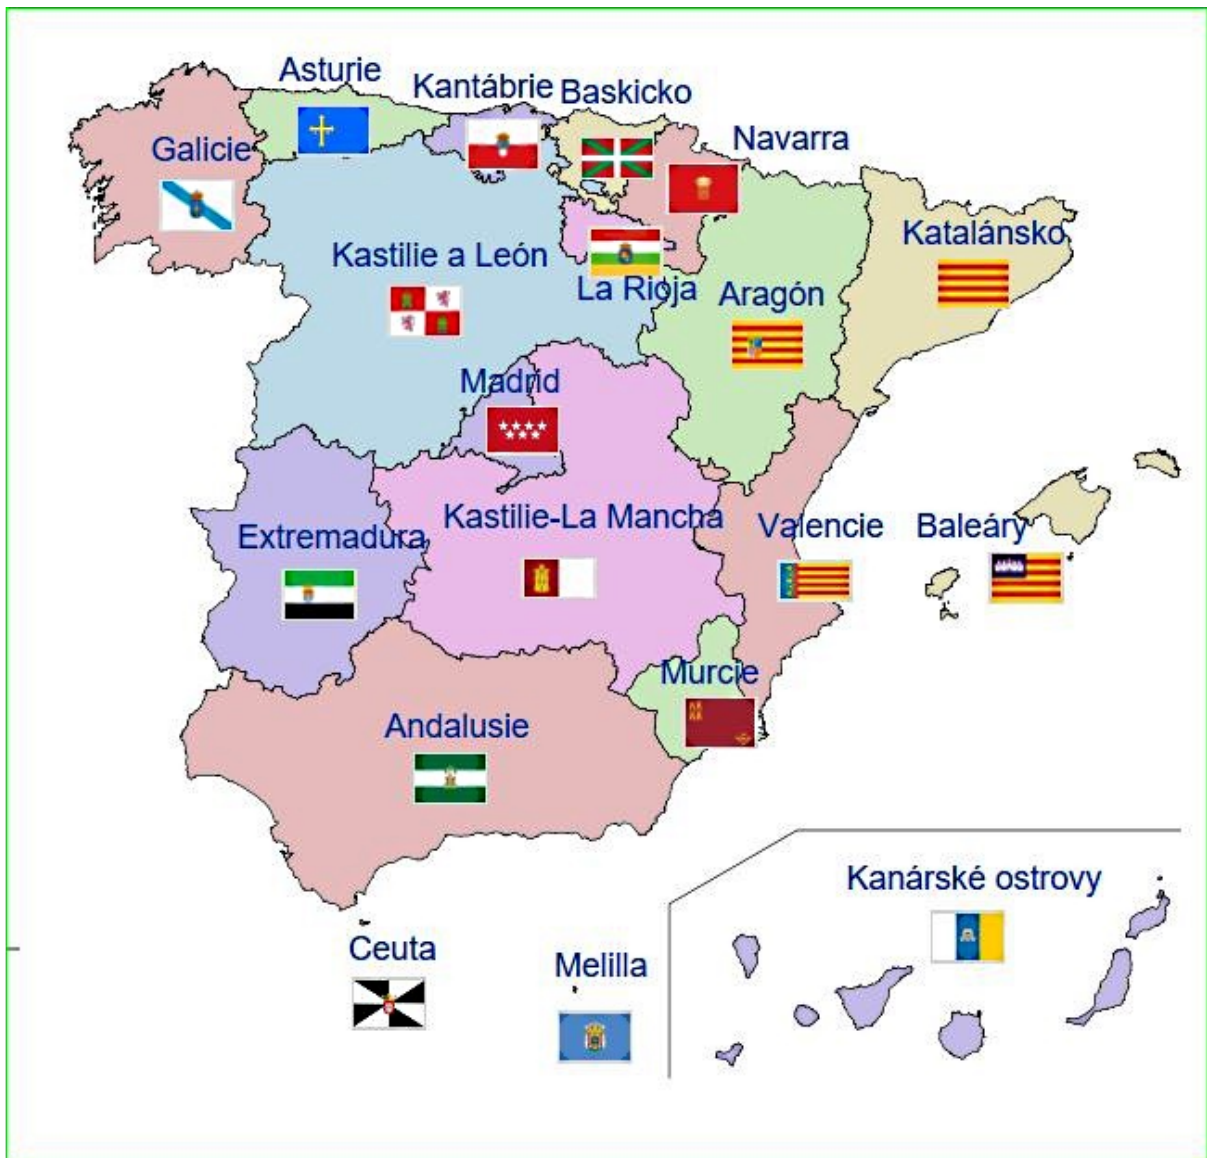 Asturie
Kantábrie
Baskicko
Navarra
Galicie
Katalánsko
Kastilie a León
La Rioja
Aragón
Madrid
Kastilie-La Mancha
Valencie
Baleáry
Extremadura
Murcie
Andalusie
Kanárské ostrovy
Ceuta
Melilla